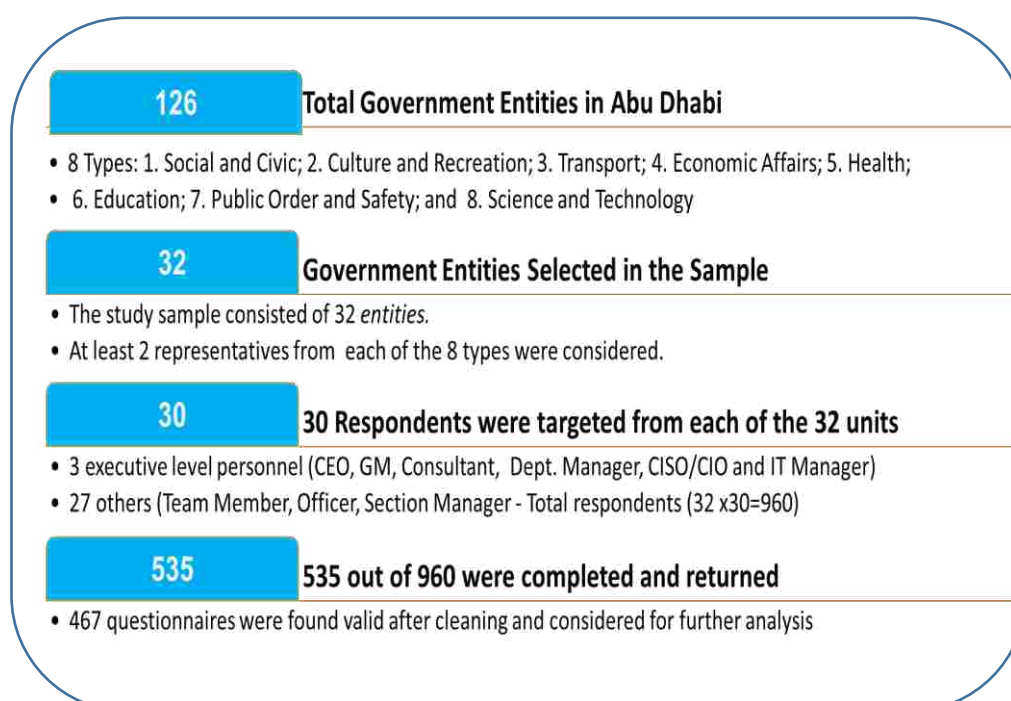 126
Total Government Entities in Abu Dhabi
• 8 Types: 1. Social and Civic; 2. Culture and Recreation; 3. Transport; 4. Economic Affairs; 5. Health;
• 6. Education; 7. Public Order and Safety; and 8. Science and Technology
32
Government Entities Selected in the Sample
• The study sample consisted of 32 entities.
• At least 2 representatives from each of the 8 types were considered.
30
30 Respondents were targeted from each of the 32 units
• 3 executive level personnel (CEO, GM, Consultant, Dept. Manager, CISO/CIO and IT Manager)
• 27 others (Team Member, Officer, Section Manager - Total respondents (32 x30=960)
535
535 out of 960 were completed and returned
• 467 questionnaires were found valid after cleaning and considered for further analysis